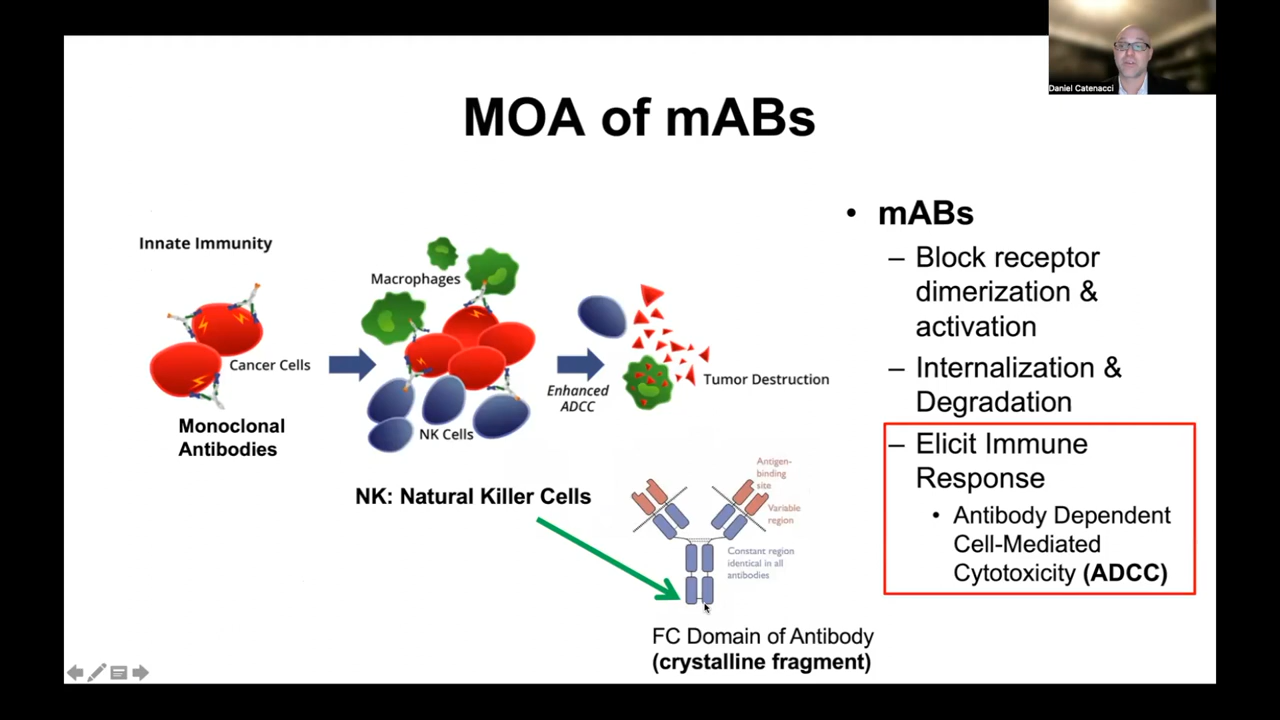 Daniel Catenacci
MOA of mABs
Innate Immunity
Cancer Cells
Monoclonal
Antibodies
Macrophages
NK Cells
Enhanced
ADCC
Tumor Destruction
NK: Natural Killer Cells
Antigen-
binding
site
Variable
region
Constant region
identical in all
antibodies
FC Domain of Antibody
(crystalline fragment)
• mABs
– Block receptor
dimerization &
activation
– Internalization &
Degradation
– Elicit Immune
Response
• Antibody Dependent
Cell-Mediated
Cytotoxicity (ADCC)